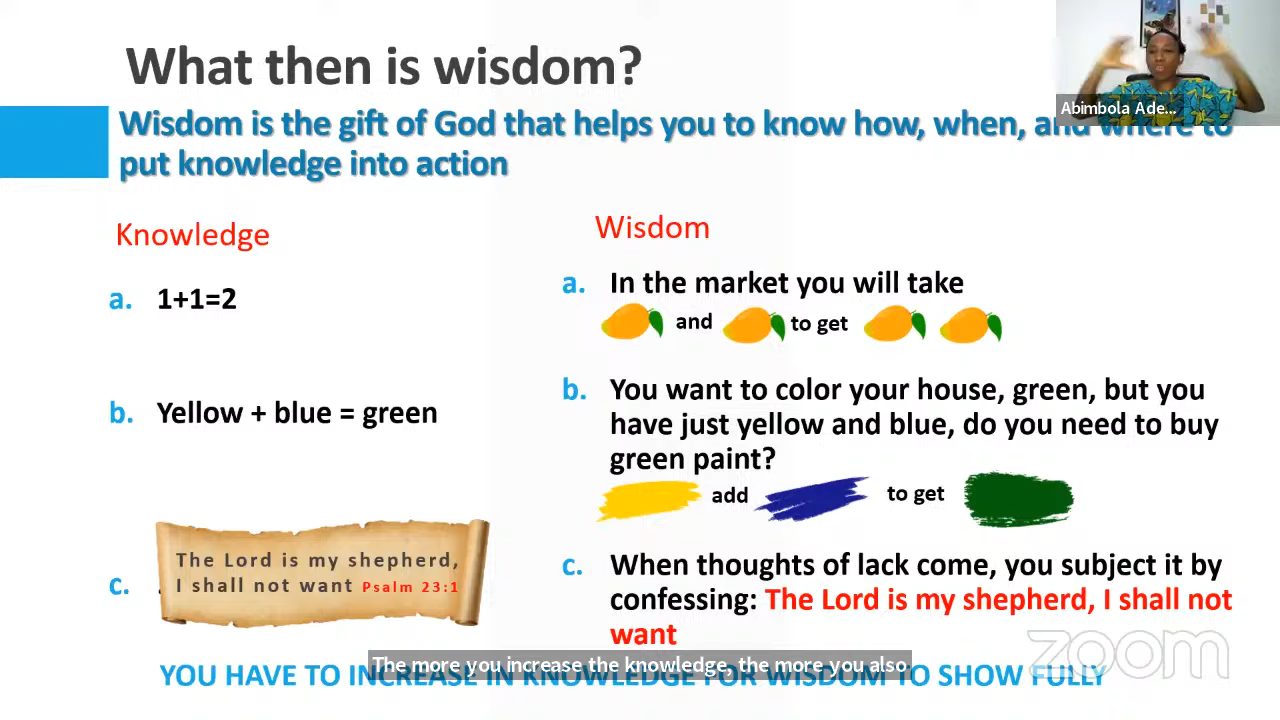 What then is wisdom?
Abimbola Ade...
Wisdom is the gift of God that helps you to know how, when, and where to
put knowledge into action
Knowledge
a. 1+1=2
b. Yellow + blue = green
c.
The Lord is my shepherd,
I shall not want Psalm 23:1
Wisdom
a. In the market you will take
and to get
b. You want to color your house, green, but you
have just yellow and blue, do you need to buy
green paint?
add to get
c. When thoughts of lack come, you subject it by
confessing: The Lord is my shepherd, I shall not
want
zoom
The more you increase the knowledge, the more you also
YOU HAVE TO INCREASE IN KNOWLEDGE FOR WISDOM TO SHOW FULLY